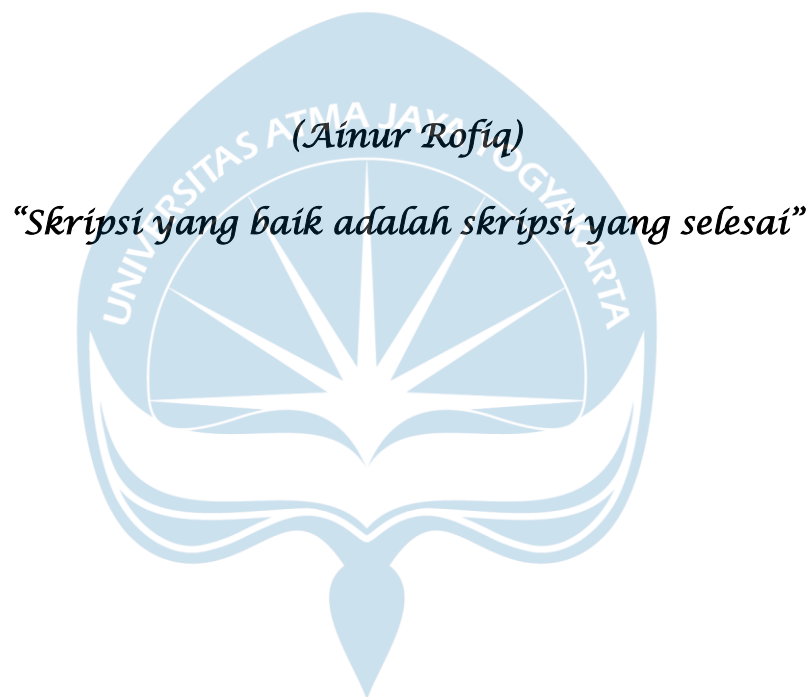 (Ainur Rofiq)
“Skripsi yang baik adalah skripsi yang selesai”
UNIVERSITAS ATMA JAYA YOGYAKARTA